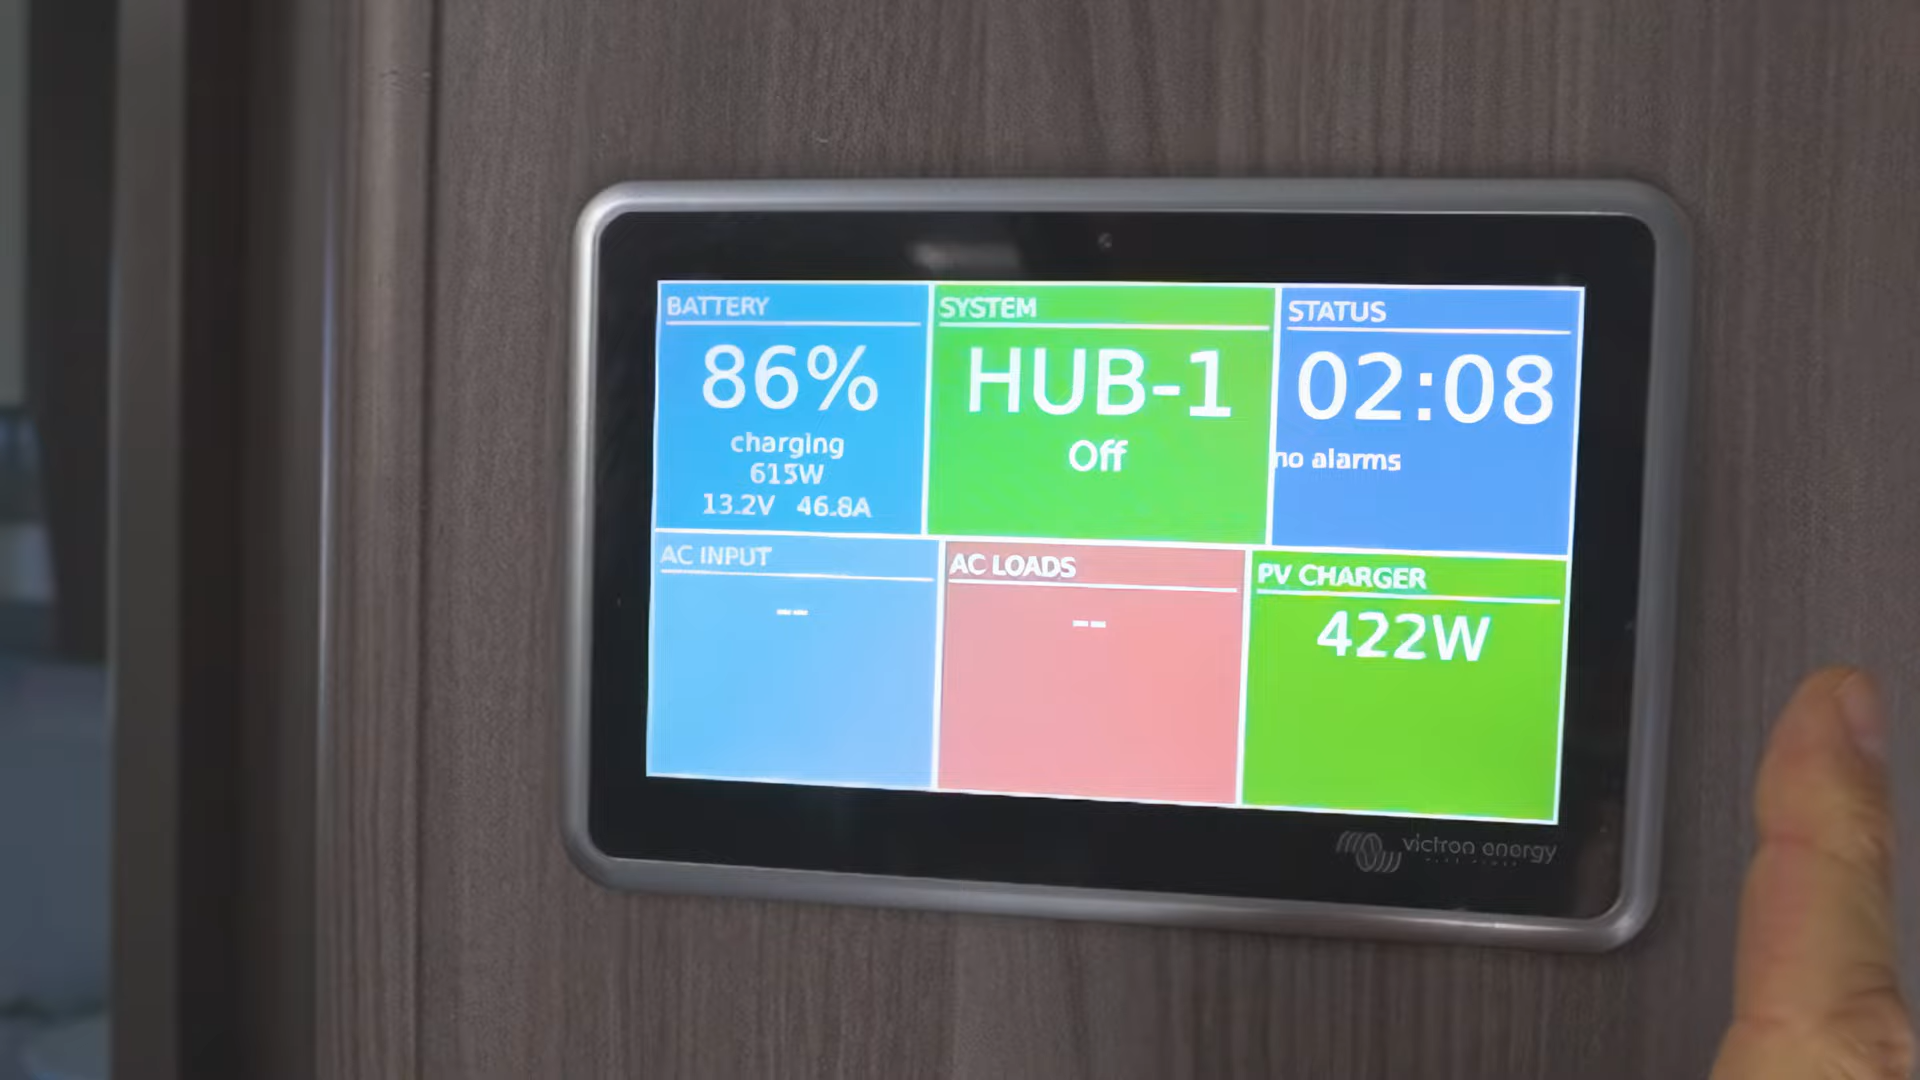 BATTERY
86%
charging
615W
13.2V 46.8A
SYSTEM
HUB-1
Off
STATUS
02:08
no alarms
AC INPUT
--
AC LOADS
--
PV CHARGER
422W
victron energy